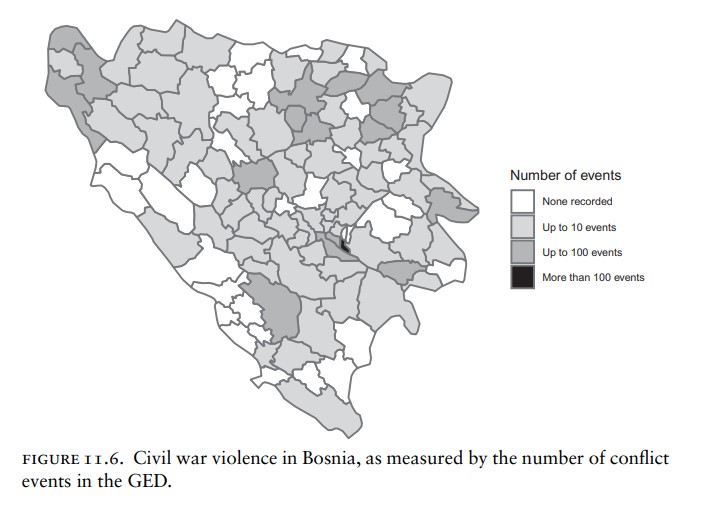 Number of events
None recorded
Up to 10 events
Up to 100 events
More than 100 events
FIGURE 11.6. Civil war violence in Bosnia, as measured by the number of conflict
events in the GED.